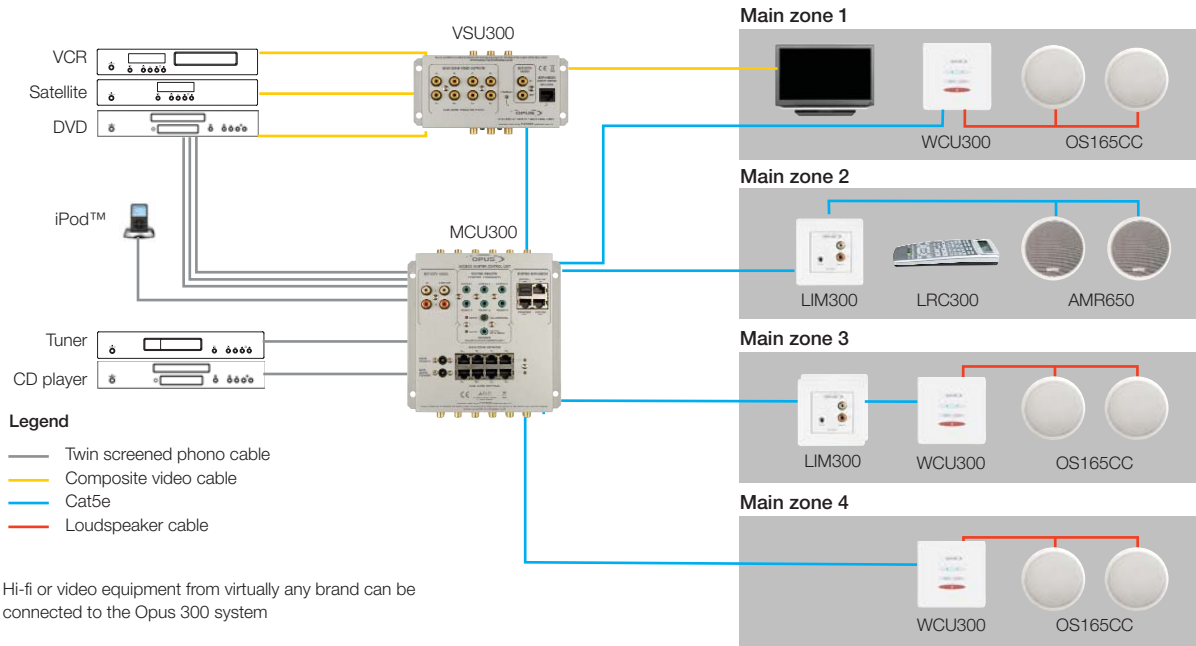 VSU300
VCR
Satellite
DVD
iPod™
MCU300
OPUS
Tuner
CD player
Legend
Twin screened phono cable
Composite video cable
Cat5e
Loudspeaker cable
Hi-fi or video equipment from virtually any brand can be
connected to the Opus 300 system
Main zone 1
WCU300
OS165CC
Main zone 2
LIM300
LRC300
AMR650
Main zone 3
LIM300
WCU300
OS165CC
Main zone 4
WCU300
OS165CC